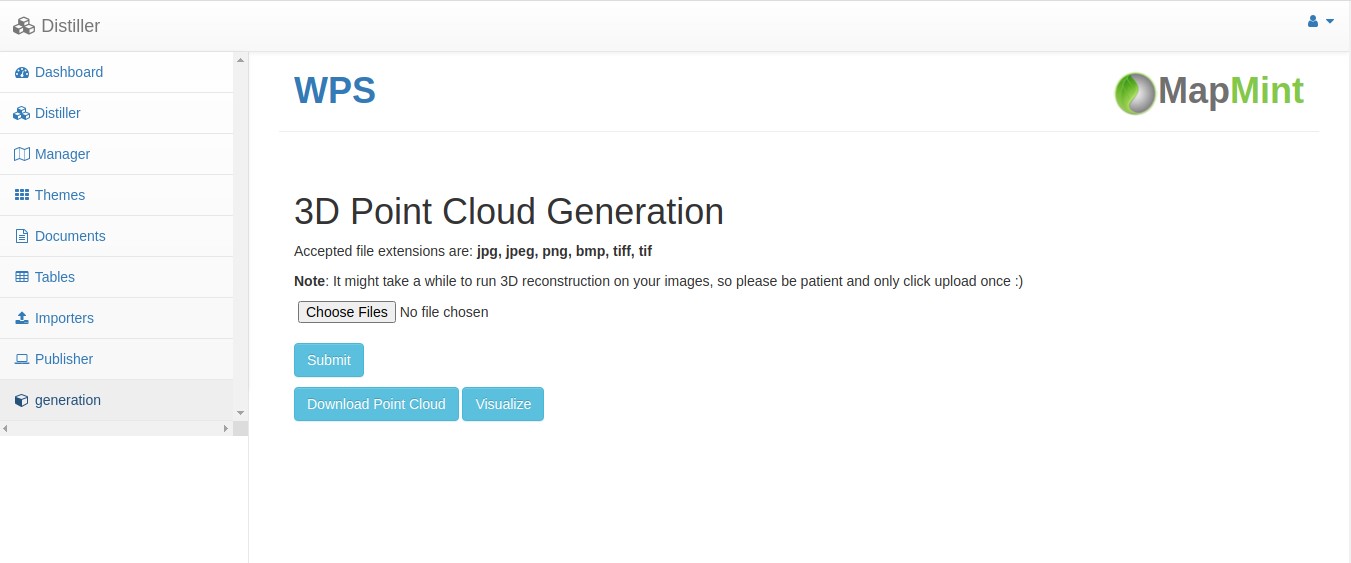 Distiller
Dashboard
Distiller
Manager
Themes
Documents
Tables
Importers
Publisher
generation
WPS
MapMint
3D Point Cloud Generation
Accepted file extensions are: jpg, jpeg, png, bmp, tiff, tif
Note: It might take a while to run 3D reconstruction on your images, so please be patient and only click upload once :)
Choose Files No file chosen
Submit
Download Point Cloud Visualize